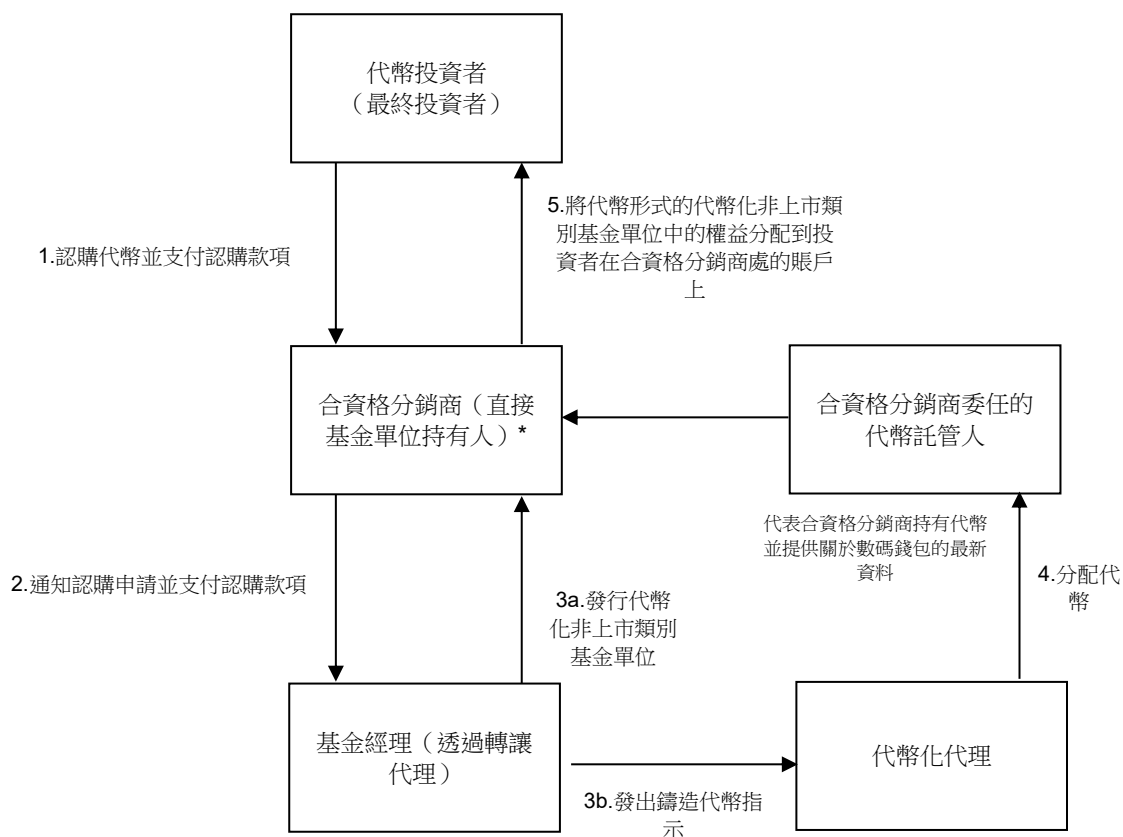 代幣投資者
（最終投資者）
1.認購代幣並支付認購款項
5.將代幣形式的代幣化非上市類
別基金單位中的權益分配到投
資者在合資格分銷商處的賬戶
上
合資格分銷商（直接
基金單位持有人）*
合資格分銷商委任的
代幣託管人
代表合資格分銷商持有代幣
並提供關於數碼錢包的最新
資料
2.通知認購申請並支付認購款項
3a.發行代幣
化非上市類別
基金單位
4.分配代
幣
基金經理（透過轉讓
代理）
3b.發出鑄造代幣指
示
代幣化代理